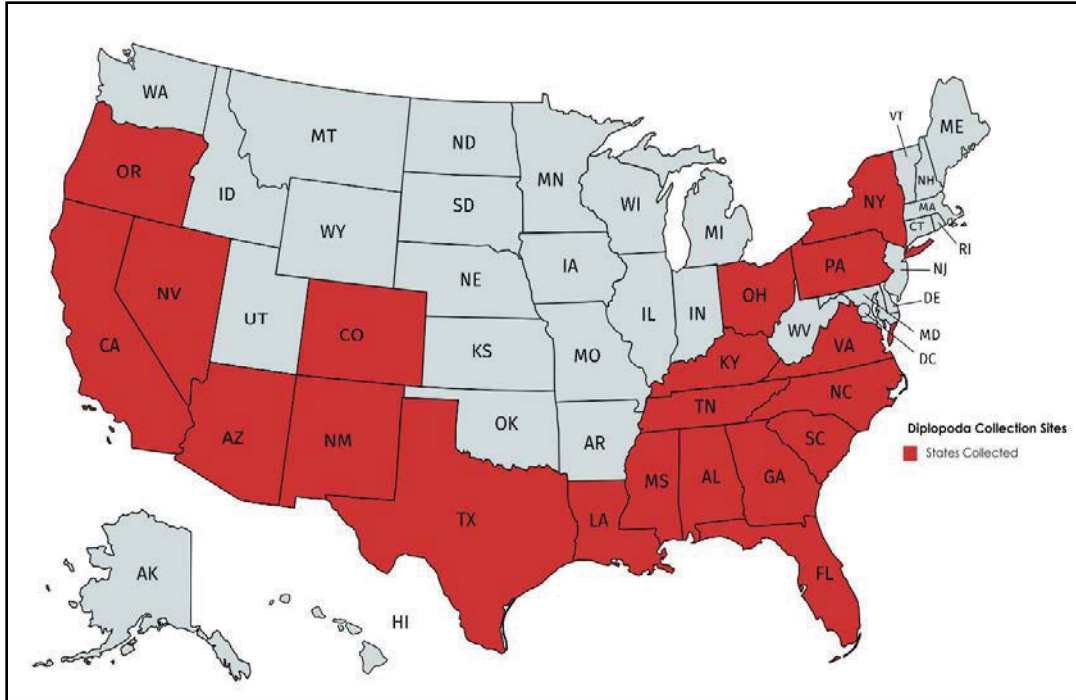 WA
MT
ND
MN
VT
ME
OR
ID
SD
WI
MI
NH
NY
MA
CT
RI
WY
IA
NE
PA
NJ
NV
UT
CO
IL
IN
OH
DE
CA
KS
MO
WV
VA
MD
DC
KY
NC
TN
AZ
NM
OK
AR
SC
Diplopoda Collection Sites
States Collected
MS
AL
GA
TX
LA
FL
AK
HI